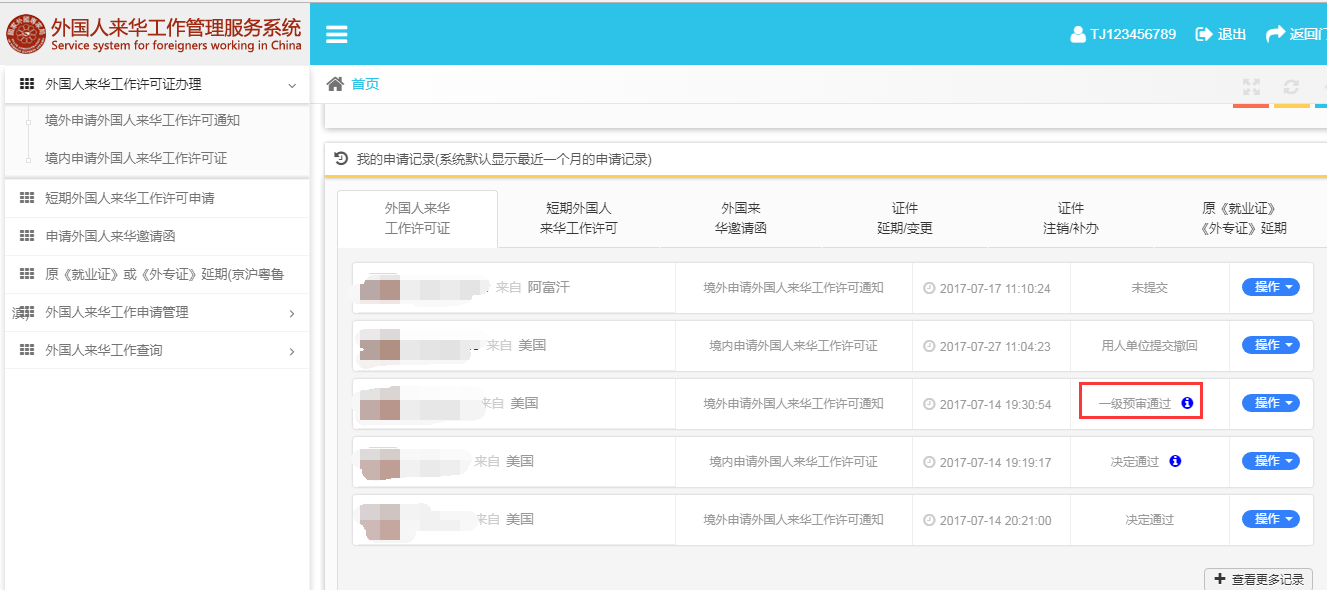 外国人来华工作管理服务系统
Service system for foreigners working in China
TJ123456789
退出
返回门
外国人来华工作许可证办理
境外申请外国人来华工作许可通知
境内申请外国人来华工作许可证
短期外国人来华工作许可申请
申请外国人来华邀请函
原《就业证》或《外专证》延期(京沪粤鲁
滨)
外国人来华工作申请管理
外国人来华工作查询
首页
我的申请记录(系统默认显示最近一个月的申请记录)
外国人来华
工作许可证
短期外国人
来华工作许可
外国来
华邀请函
证件
延期/变更
证件
注销/补办
原《就业证》
《外专证》延期
来自 阿富汗 境外申请外国人来华工作许可通知 2017-07-17 11:10:24 未提交 操作
来自 美国 境内申请外国人来华工作许可证 2017-07-27 11:04:23 用人单位提交撤回 操作
来自 美国 境外申请外国人来华工作许可通知 2017-07-14 19:30:54 一级预审通过 操作
来自 美国 境内申请外国人来华工作许可证 2017-07-14 19:19:17 决定通过 操作
来自 美国 境外申请外国人来华工作许可通知 2017-07-14 20:21:00 决定通过 操作
查看更多记录